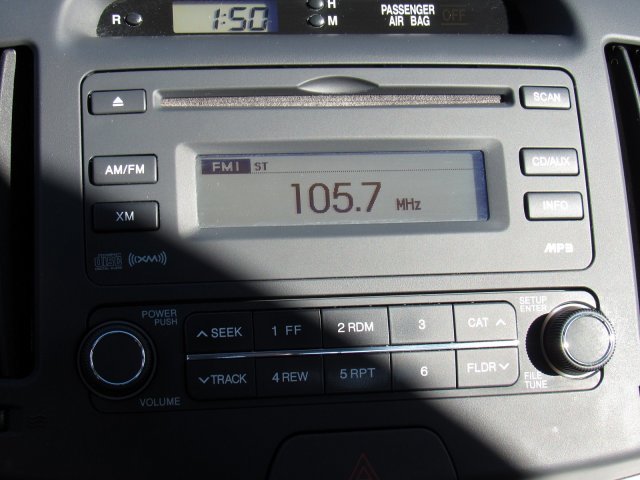 R 1:50 H
M
PASSENGER
AIR BAG OFF
SCAN
AM/FM
FM1 ST
105.7 MHz
CD/AUX
XM
INFO
((XM))
MP3
POWER
PUSH
VOLUME
∧ SEEK 1 FF 2 RDM 3 CAT ∧
∨ TRACK 4 REW 5 RPT 6 FLDR ∨
SETUP
ENTER
FILE
TUNE